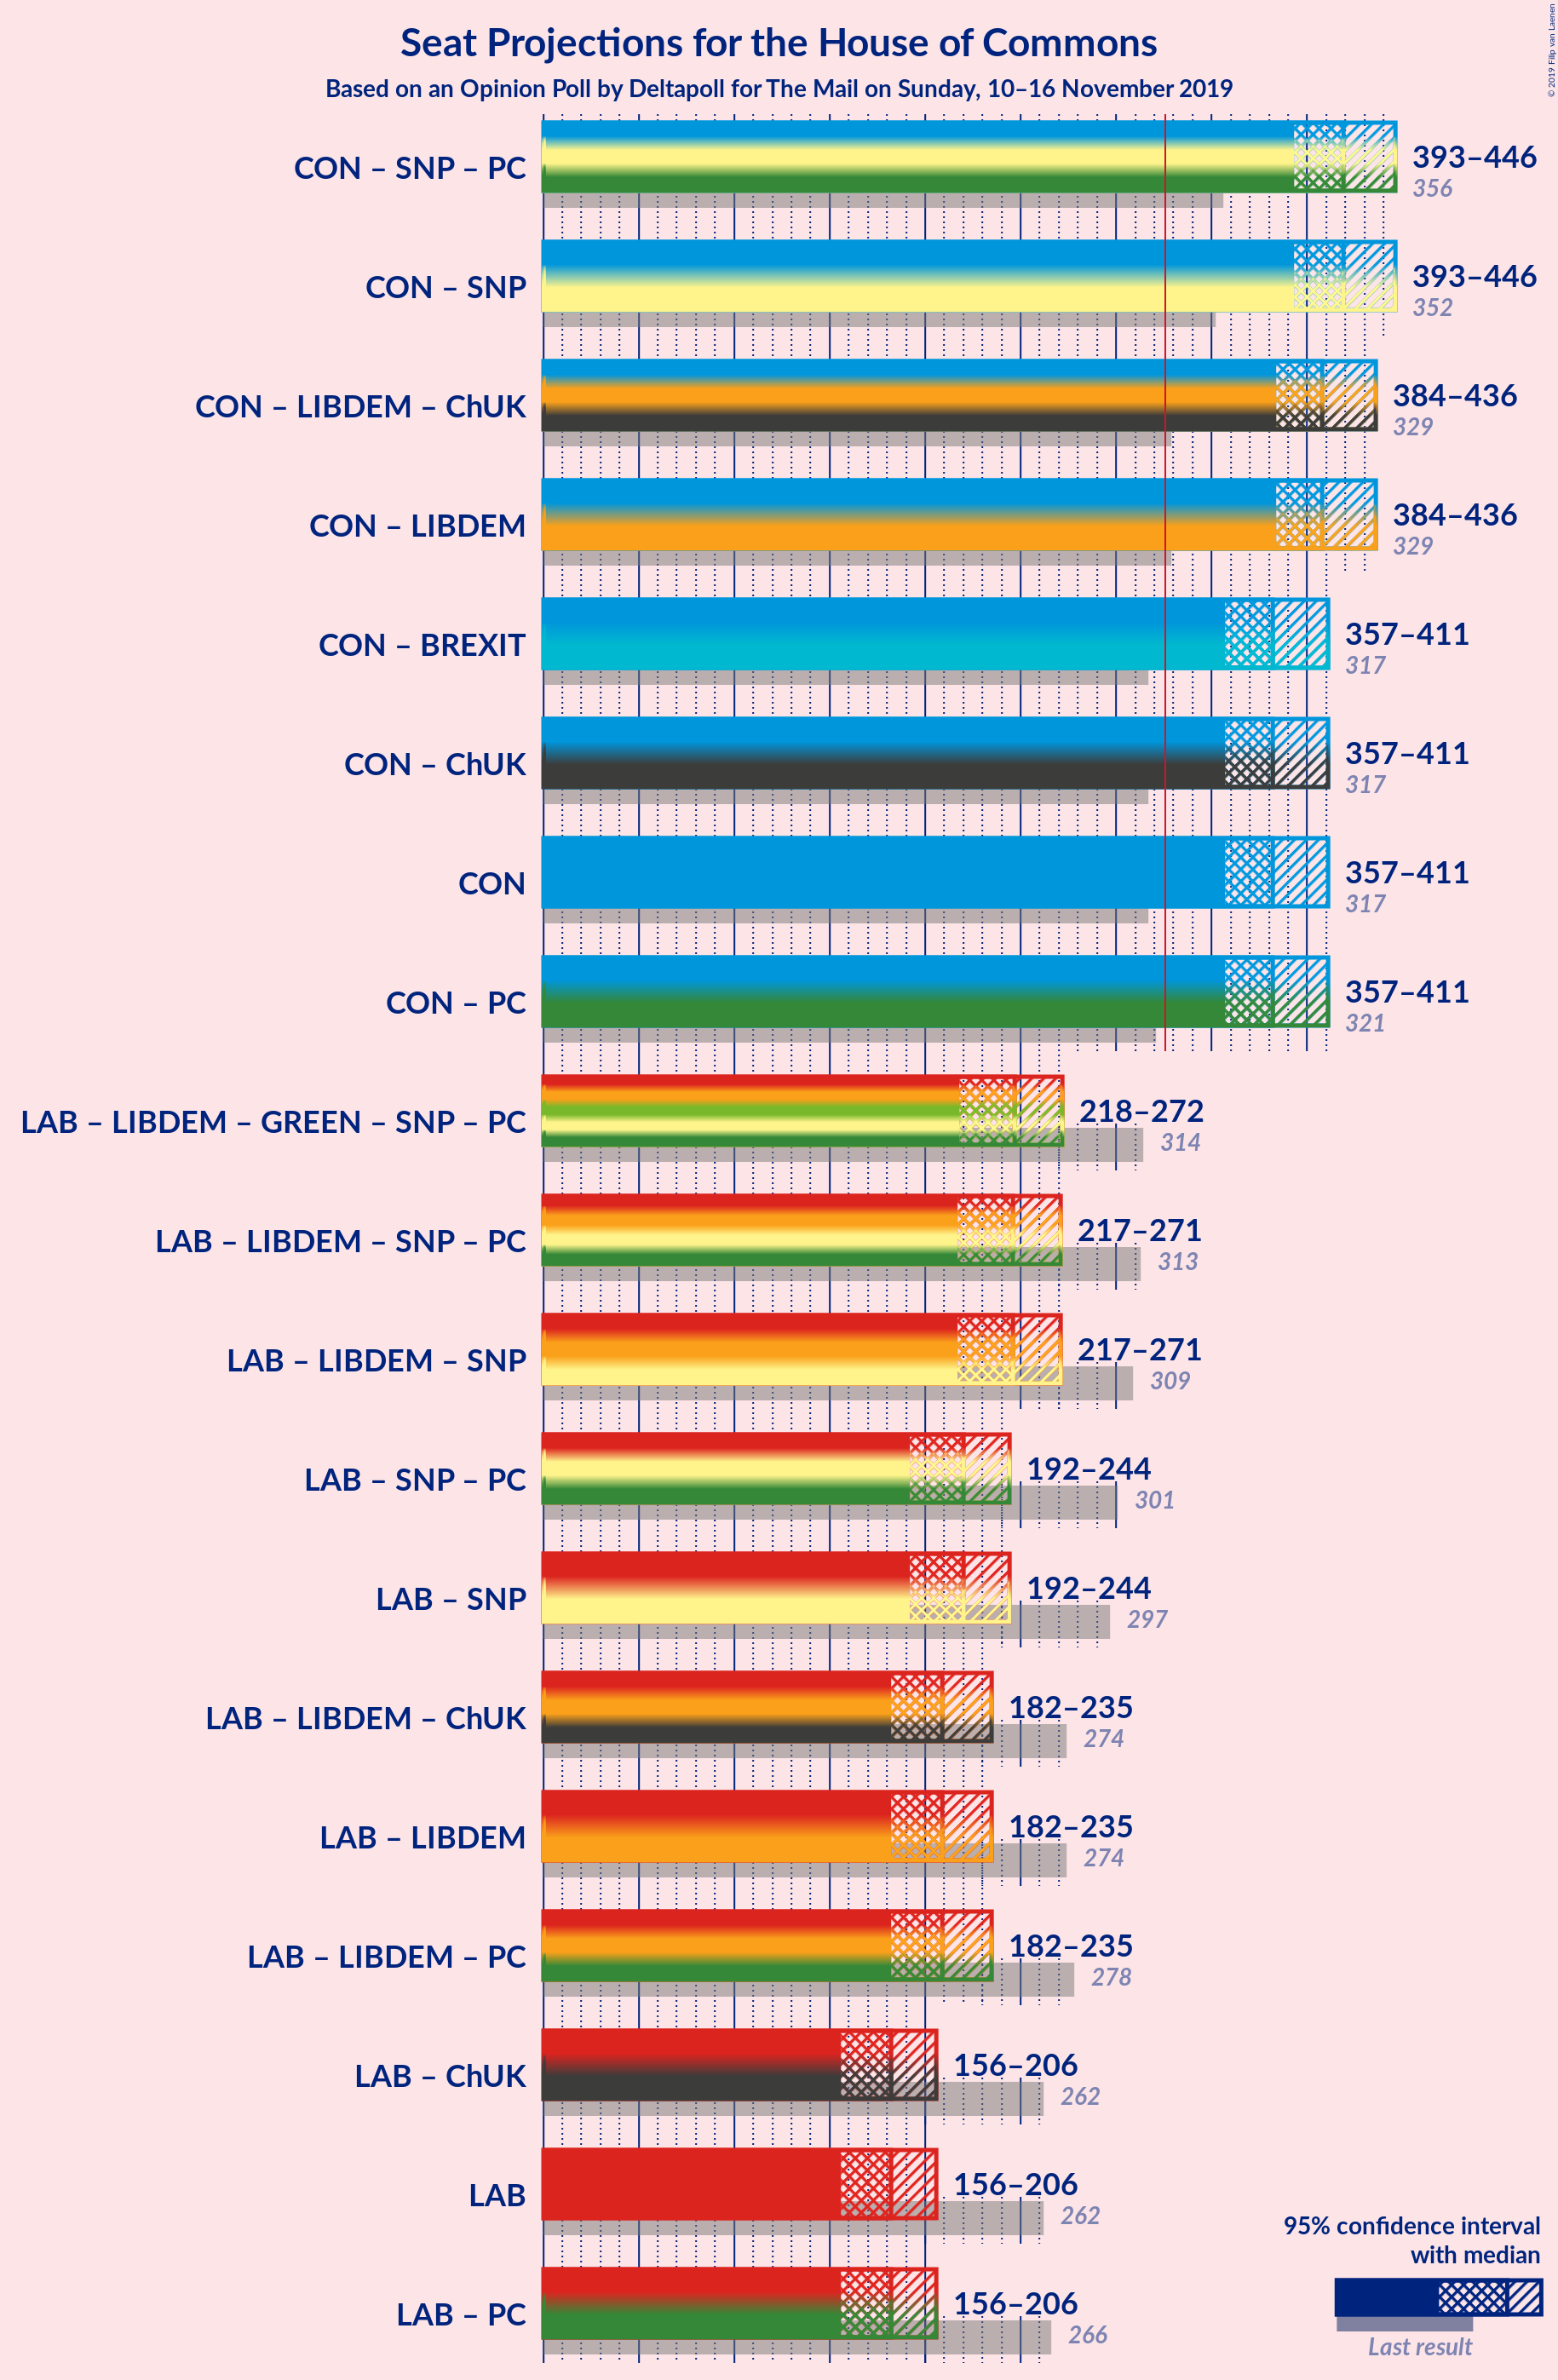 Seat Projections for the House of Commons
Based on an Opinion Poll by Deltapoll for The Mail on Sunday, 10–16 November 2019
© 2019 Filip van Laenen
CON – SNP – PC
393–446
356
CON – SNP
393–446
352
CON – LIBDEM – ChUK
384–436
329
CON – LIBDEM
384–436
329
CON – BREXIT
357–411
317
CON – ChUK
357–411
317
CON
357–411
317
CON – PC
357–411
321
LAB – LIBDEM – GREEN – SNP – PC
218–272
314
LAB – LIBDEM – SNP – PC
217–271
313
LAB – LIBDEM – SNP
217–271
309
LAB – SNP – PC
192–244
301
LAB – SNP
192–244
297
LAB – LIBDEM – ChUK
182–235
274
LAB – LIBDEM
182–235
274
LAB – LIBDEM – PC
182–235
278
LAB – ChUK
156–206
262
LAB
156–206
262
LAB – PC
156–206
266
95% confidence interval
with median
Last result